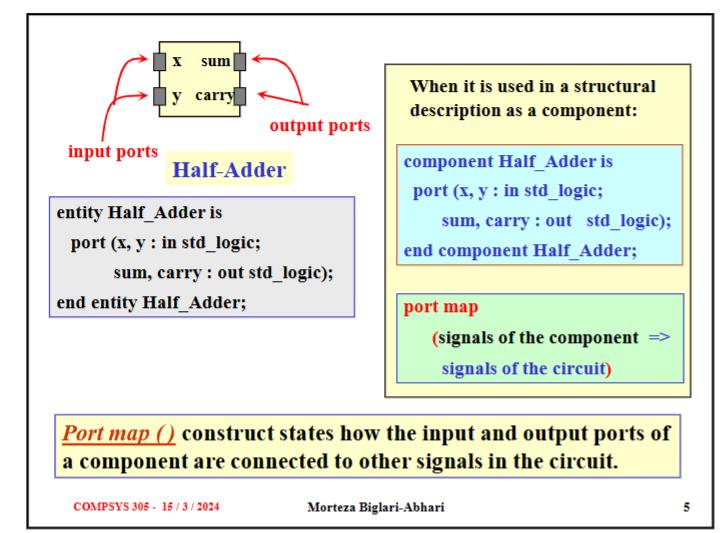 x sum
y carry
output ports
input ports
Half-Adder
entity Half_Adder is
port (x, y : in std_logic;
sum, carry : out std_logic);
end entity Half_Adder;
When it is used in a structural
description as a component:
component Half_Adder is
port (x, y : in std_logic;
sum, carry : out std_logic);
end component Half_Adder;
port map
(signals of the component =>
signals of the circuit)
Port map ( ) construct states how the input and output ports of
a component are connected to other signals in the circuit.
COMPSYS 305 - 15 / 3 / 2024 Morteza Biglari-Abhari 5